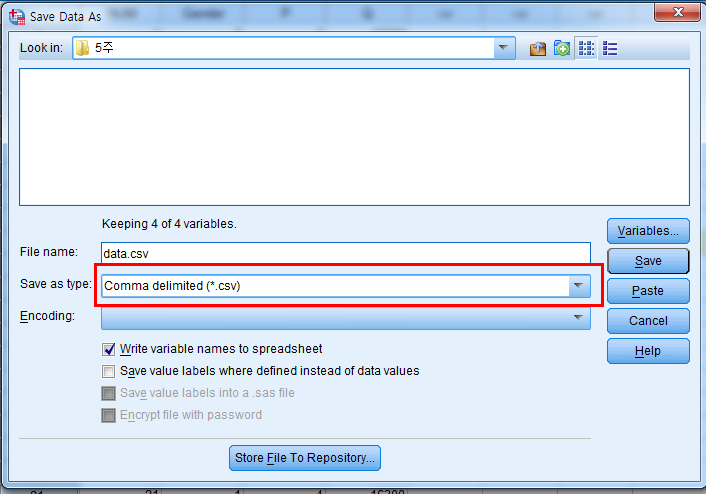 Gender
Save Data As
Look in: 5주
Keeping 4 of 4 variables.
File name: data.csv
Save as type: Comma delimited (*.csv)
Encoding:
Write variable names to spreadsheet
Save value labels where defined instead of data values
Save value labels into a .sas file
Encrypt file with password
Variables...
Save
Paste
Cancel
Help
Store File To Repository...